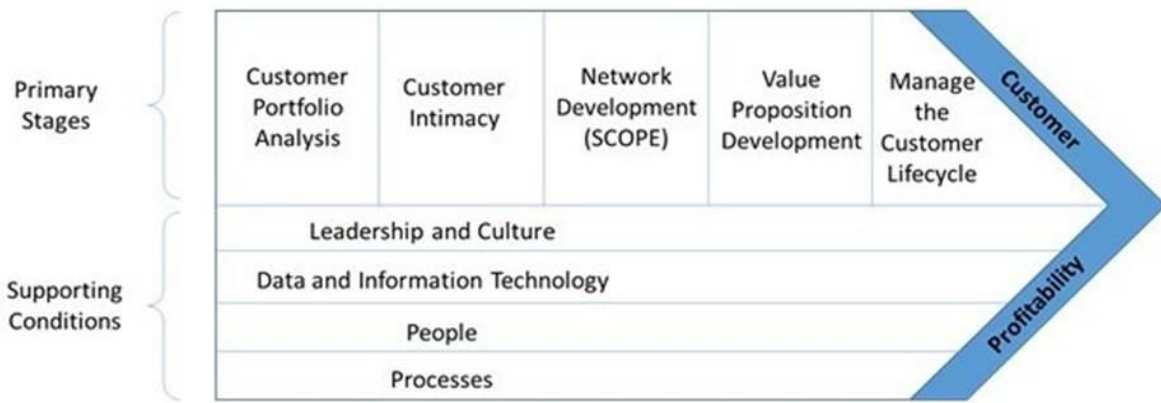 Primary
Stages
Customer
Portfolio
Analysis
Customer
Intimacy
Network
Development
(SCOPE)
Value
Proposition
Development
Manage
the
Customer
Lifecycle
Customer
Supporting
Conditions
Leadership and Culture
Data and Information Technology
People
Processes
Profitability